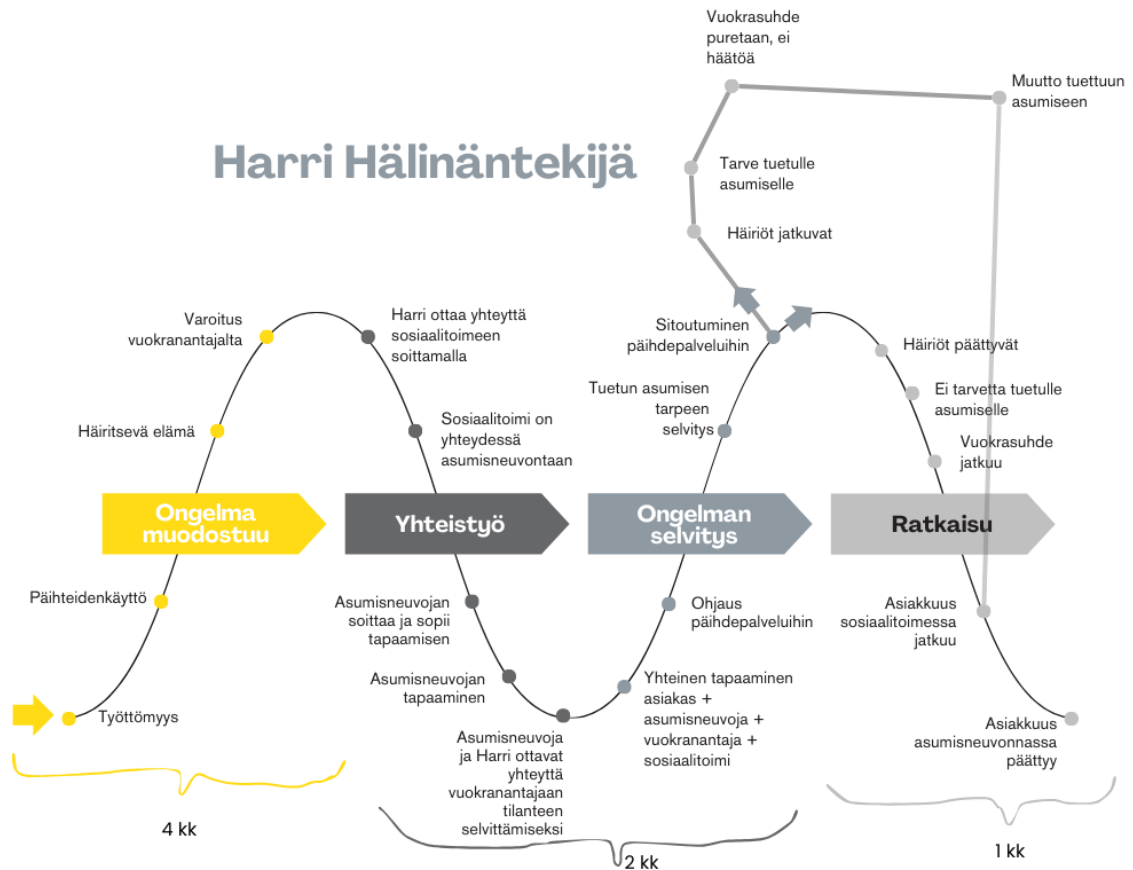 Harri Hälinäntekijä
Työttömyys
Päihteidenkäyttö
Ongelma
muodostuu
Häiritsevä elämä
Varoitus
vuokranantajalta
4 kk
Harri ottaa yhteyttä
sosiaalitoimeen
soittamalla
Sosiaalitoimi on
yhteydessä
asumisneuvontaan
Yhteistyö
Asumisneuvojan
soittaa ja sopii
tapaamisen
Asumisneuvojan
tapaaminen
Asumisneuvoja
ja Harri ottavat
yhteyttä
vuokranantajaan
tilanteen
selvittämiseksi
Yhteinen tapaaminen
asiakas +
asumisneuvoja +
vuokranantaja +
sosiaalitoimi
Ohjaus
päihdepalveluihin
Ongelman
selvitys
Tuetun asumisen
tarpeen
selvitys
Sitoutuminen
päihdepalveluihin
2 kk
Häiriöt jatkuvat
Tarve tuetulle
asumiselle
Vuokrasuhde
puretaan, ei
häätöä
Muutto tuettuun
asumiseen
Häiriöt päättyvät
Ei tarvetta tuetulle
asumiselle
Vuokrasuhde
jatkuu
Ratkaisu
Asiakkuus
sosiaalitoimessa
jatkuu
Asiakkuus
asumisneuvonnassa
päättyy
1 kk